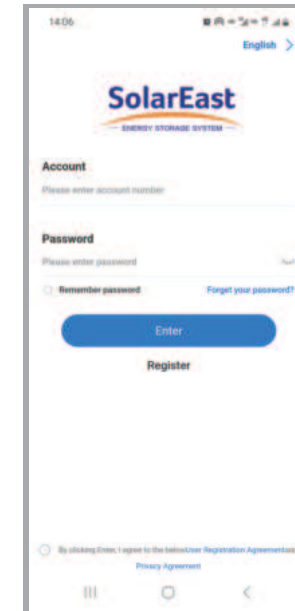 14:06
English >
SolarEast
ENERGY STORAGE SYSTEM
Account
Please enter account number
Password
Please enter password
Remember password Forget your password?
Enter
Register
By clicking Enter, I agree to the below User Registration Agreement and
Privacy Agreement